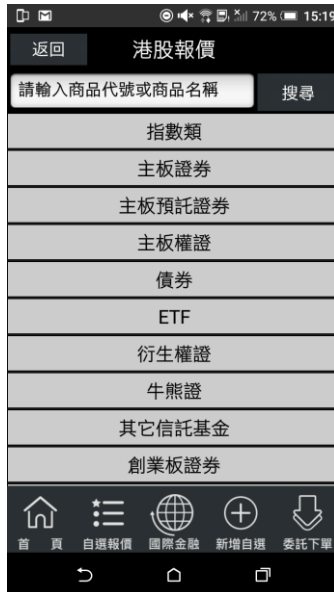 72% 15:19
返回 港股報價
請輸入商品代號或商品名稱 搜尋
指數類
主板證券
主板預託證券
主板權證
債券
ETF
衍生權證
牛熊證
其它信託基金
創業板證券
首 頁 自選報價 國際金融 新增自選 委託下單